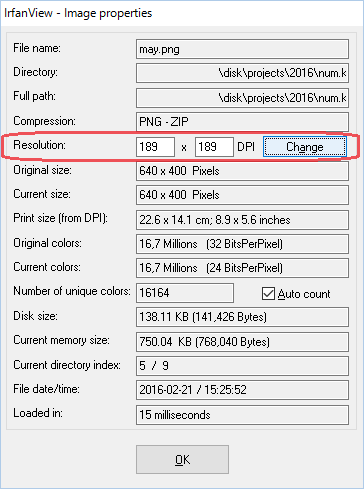 IrfanView - Image properties
File name: may.png
Directory: \disk\projects\2016\num.k
Full path: \disk\projects\2016\num.k
Compression: PNG - ZIP
Resolution: 189 x 189 DPI Change
Original size: 640 x 400 Pixels
Current size: 640 x 400 Pixels
Print size (from DPI): 22.6 x 14.1 cm; 8.9 x 5.6 inches
Original colors: 16,7 Millions (32 BitsPerPixel)
Current colors: 16,7 Millions (24 BitsPerPixel)
Number of unique colors: 16164 Auto count
Disk size: 138.11 KB (141,426 Bytes)
Current memory size: 750.04 KB (768,040 Bytes)
Current directory index: 5 / 9
File date/time: 2016-02-21 / 15:25:52
Loaded in: 15 milliseconds
OK